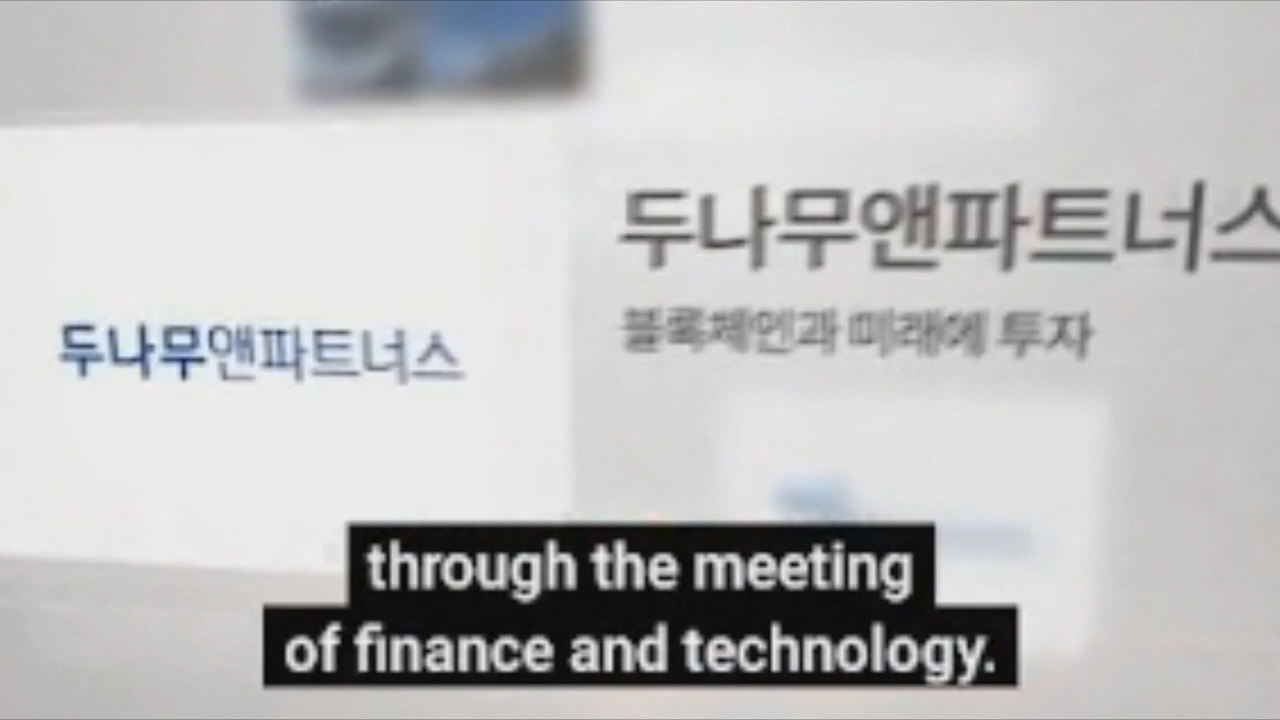 두나무앤파트너스
두나무앤파트너스
블록체인과 미래에 투자
through the meeting
of finance and technology.